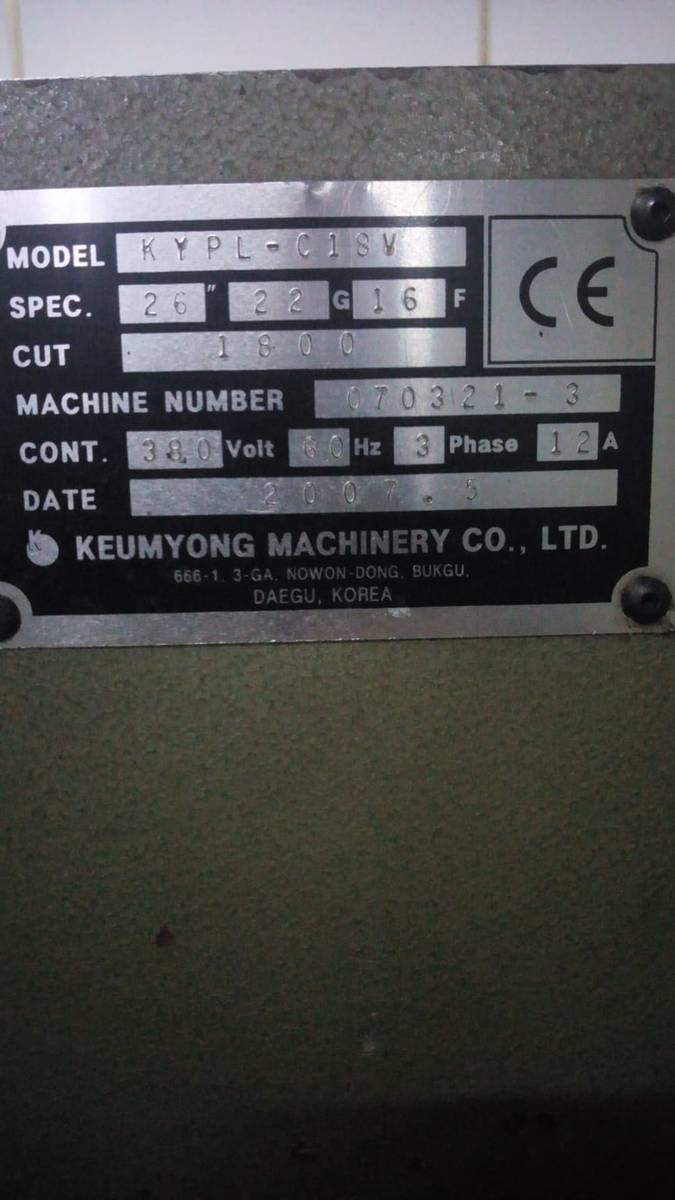 MODEL KYPL-C18V
SPEC. 26" 22 G 16 F
CUT 1800
MACHINE NUMBER 070321-3
CONT. 380 Volt 60 Hz 3 Phase 12 A
DATE 2007.5
CE
K KEUMYONG MACHINERY CO., LTD.
666-1, 3-GA, NOWON-DONG, BUKGU,
DAEGU, KOREA